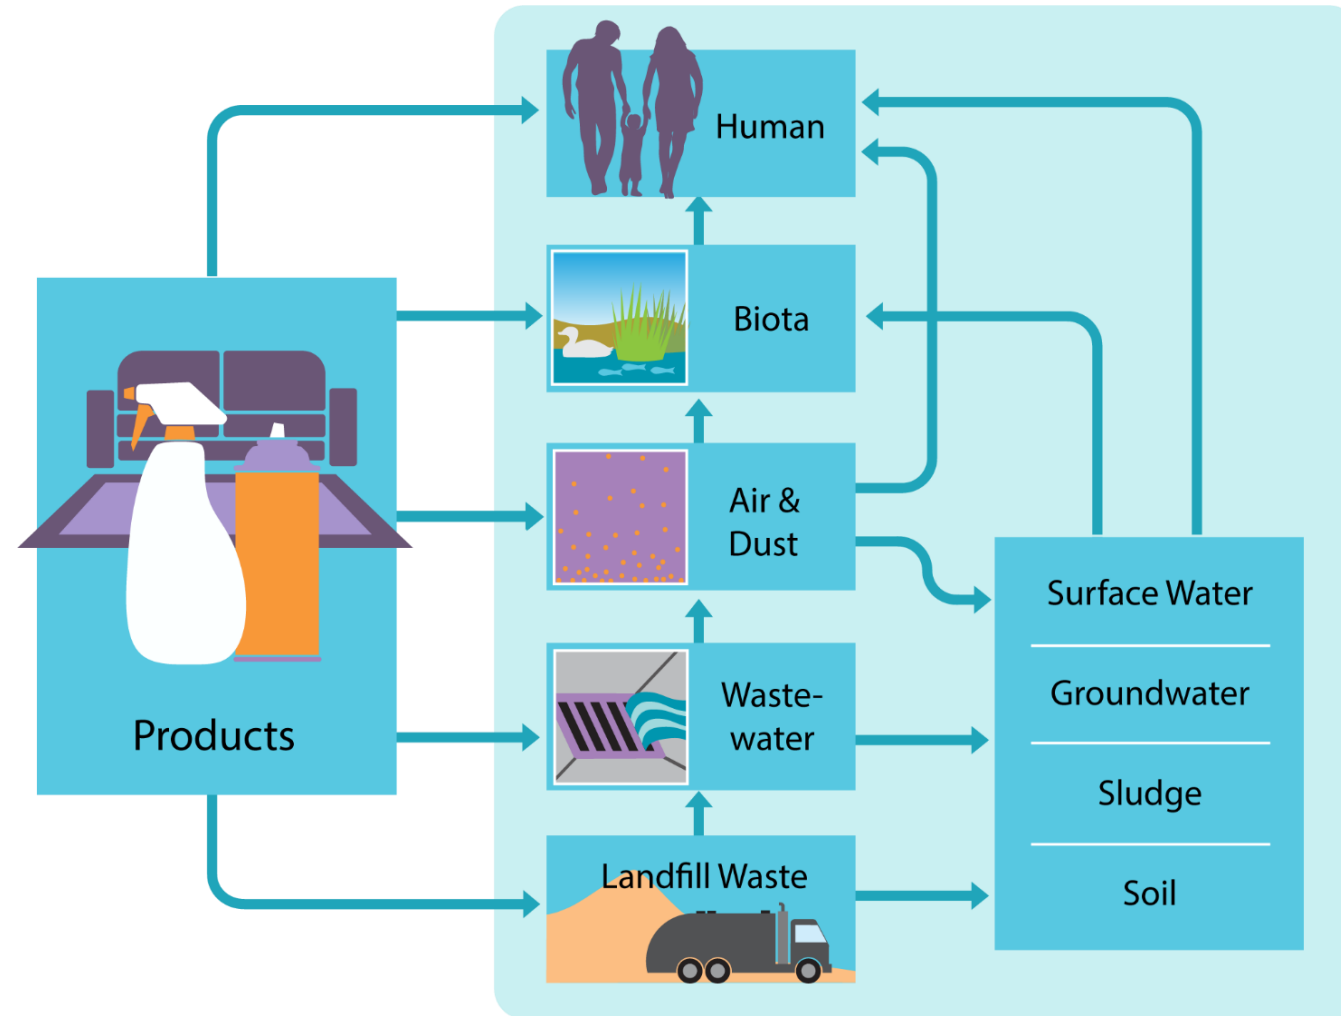 Human
Biota
Air &
Dust
Waste-
water
Landfill Waste
Products
Surface Water
Groundwater
Sludge
Soil